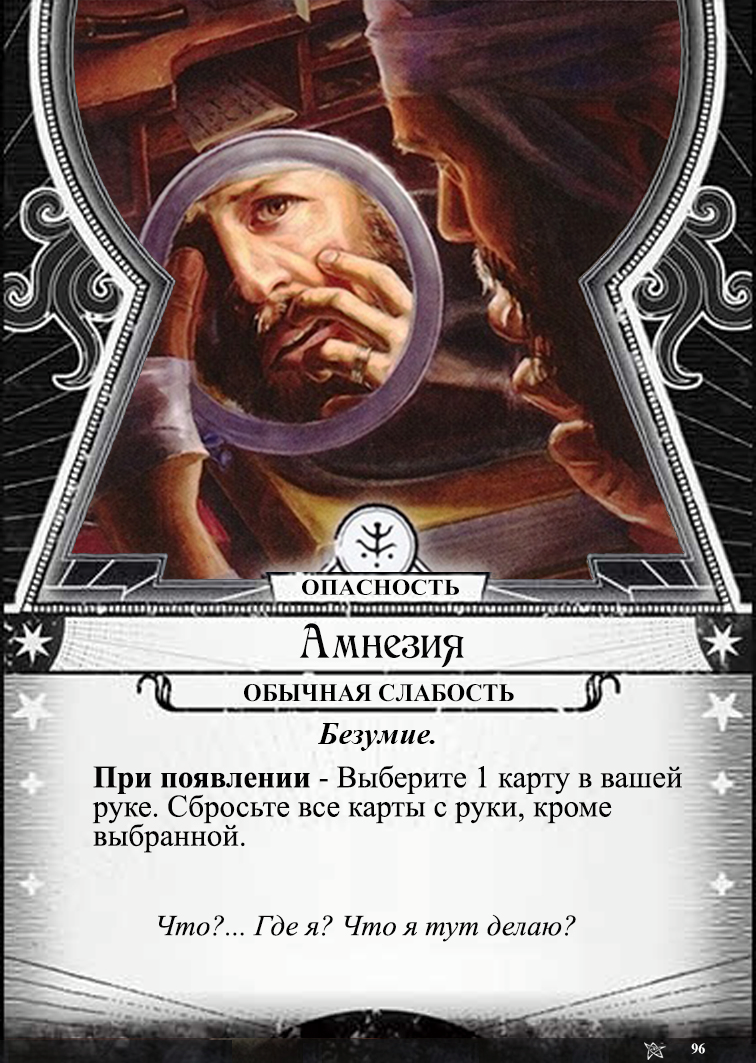 ОПАСНОСТЬ
Амнезия
ОБЫЧНАЯ СЛАБОСТЬ
Безумие.
При появлении - Выберите 1 карту в вашей
руке. Сбросьте все карты с руки, кроме
выбранной.
Что?... Где я? Что я тут делаю?
96